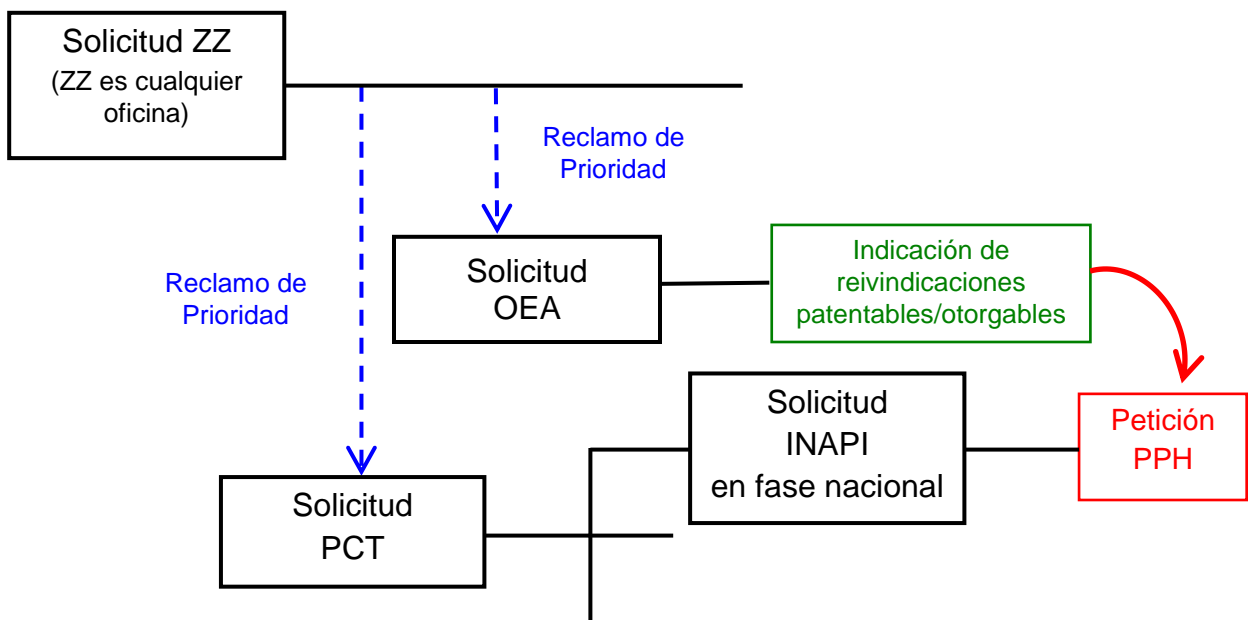 Solicitud ZZ
(ZZ es cualquier
oficina)
Reclamo de
Prioridad
Reclamo de
Prioridad
Solicitud
OEA
Indicación de
reivindicaciones
patentables/otorgables
Solicitud
INAPI
en fase nacional
Petición
PPH
Solicitud
PCT